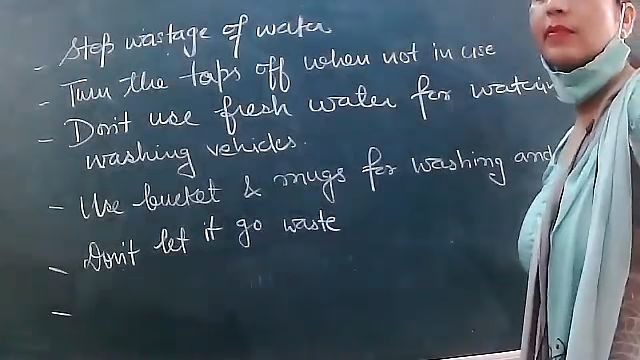 - Stop wastage of water
- Turn the taps off when not in use
- Don't use fresh water for
washing vehicles.
- Use bucket & mugs for washing and
- Don't let it go waste
-